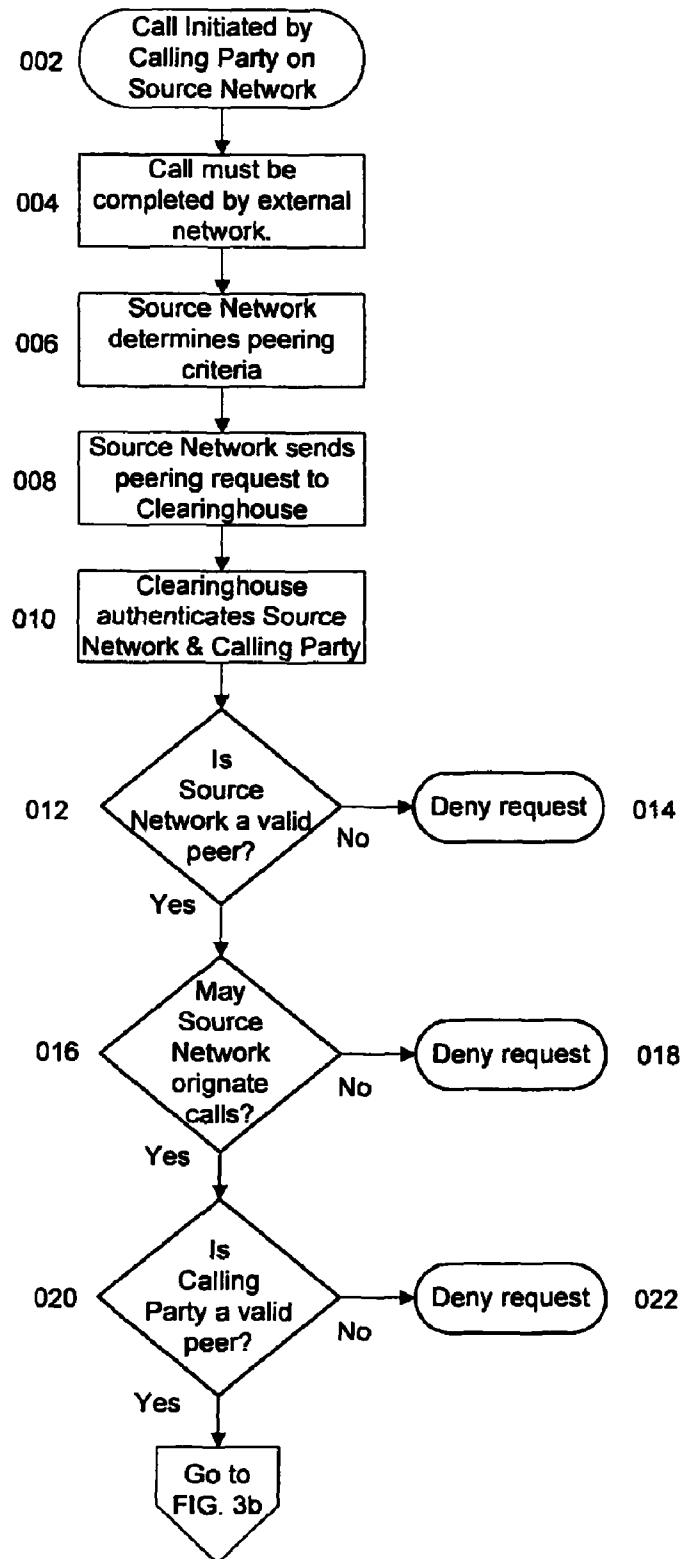 002
Call Initiated by
Calling Party on
Source Network
004
Call must be
completed by external
network.
006
Source Network
determines peering
criteria
008
Source Network sends
peering request to
Clearinghouse
010
Clearinghouse
authenticates Source
Network & Calling Party
012
Is
Source
Network a valid
peer?
No
Deny request
014
Yes
016
May
Source
Network
orignate
calls?
No
Deny request
018
Yes
020
Is
Calling
Party a valid
peer?
No
Deny request
022
Yes
Go to
FIG. 3b